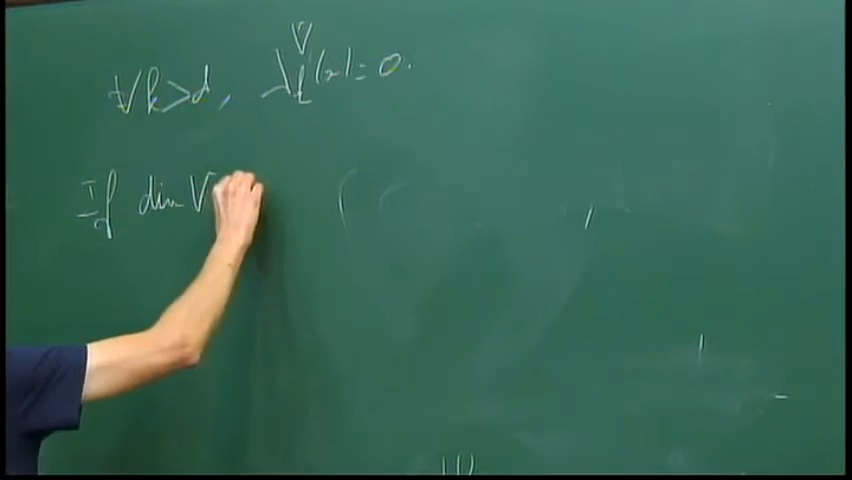 ∀k>d, λ_k^V(x)=0.
If dim V